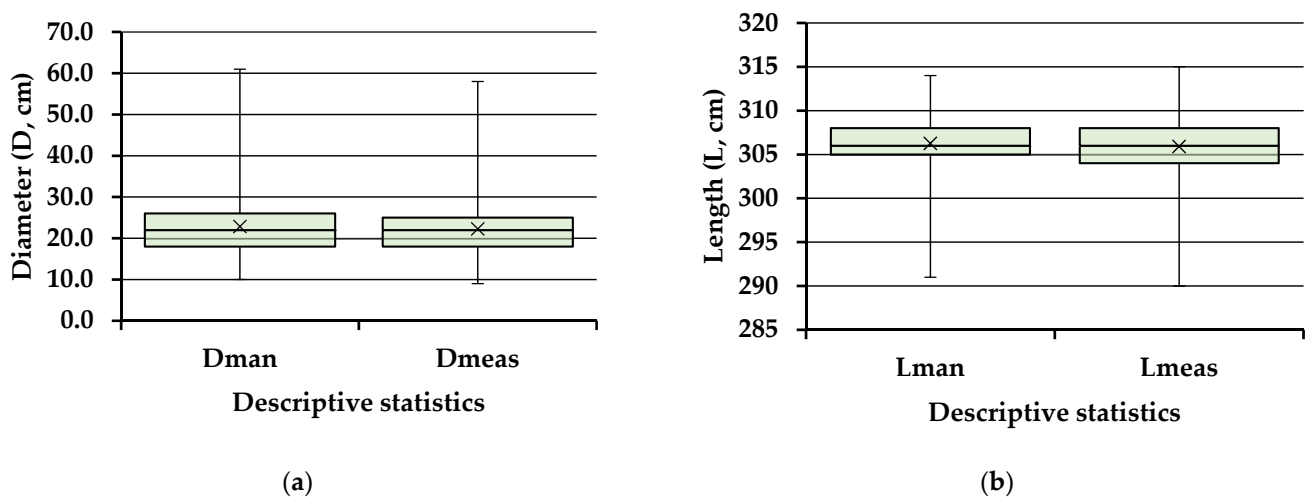 70.0
60.0
50.0
40.0
30.0
20.0
10.0
0.0
Diameter (D, cm)
Dman
Dmeas
Descriptive statistics
(a)
320
315
310
305
300
295
290
285
Length (L, cm)
Lman
Lmeas
Descriptive statistics
(b)